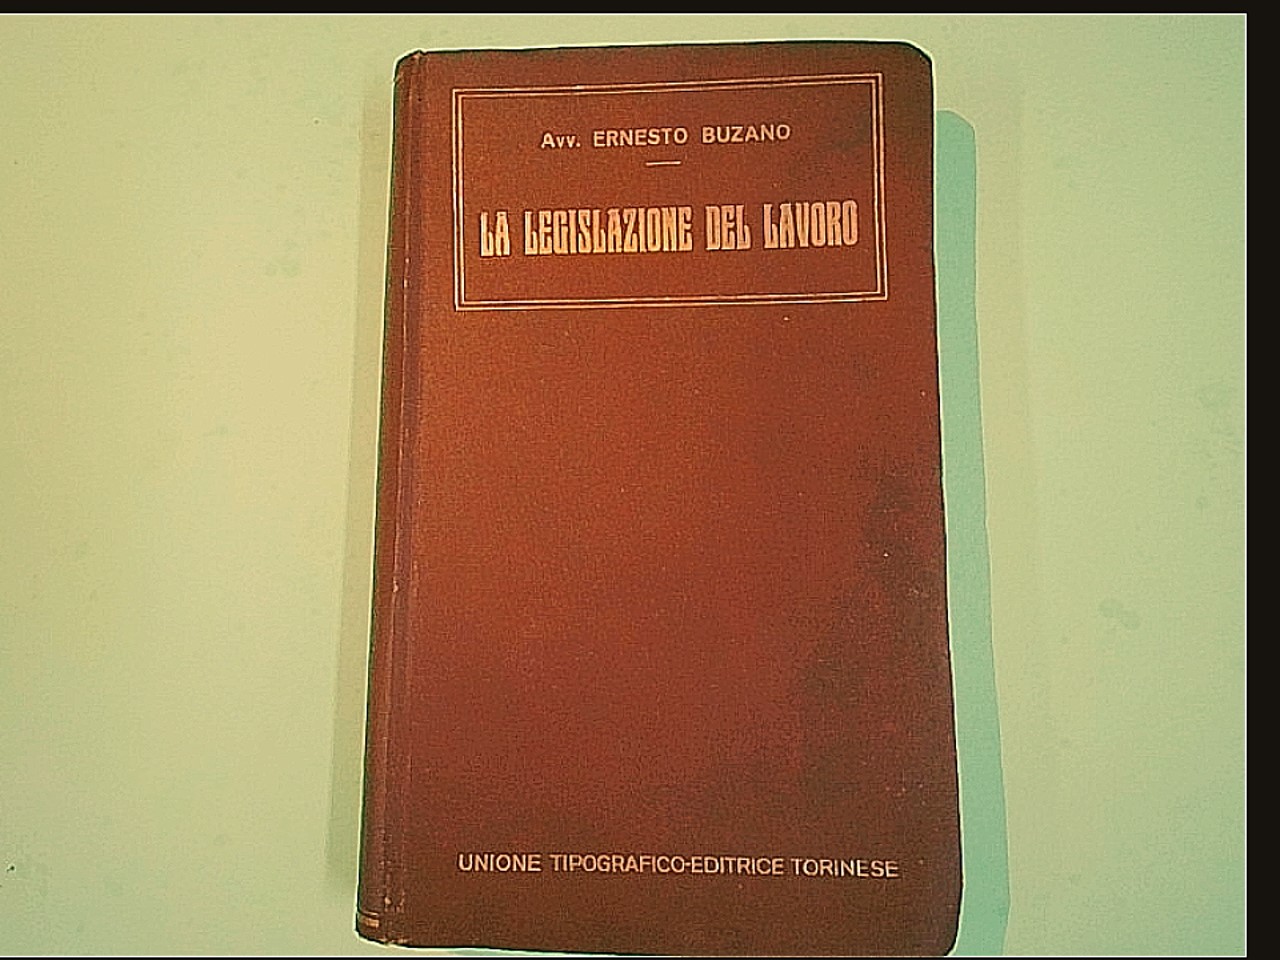 Avv. ERNESTO BUZANO
LA LEGISLAZIONE DEL LAVORO
UNIONE TIPOGRAFICO-EDITRICE TORINESE